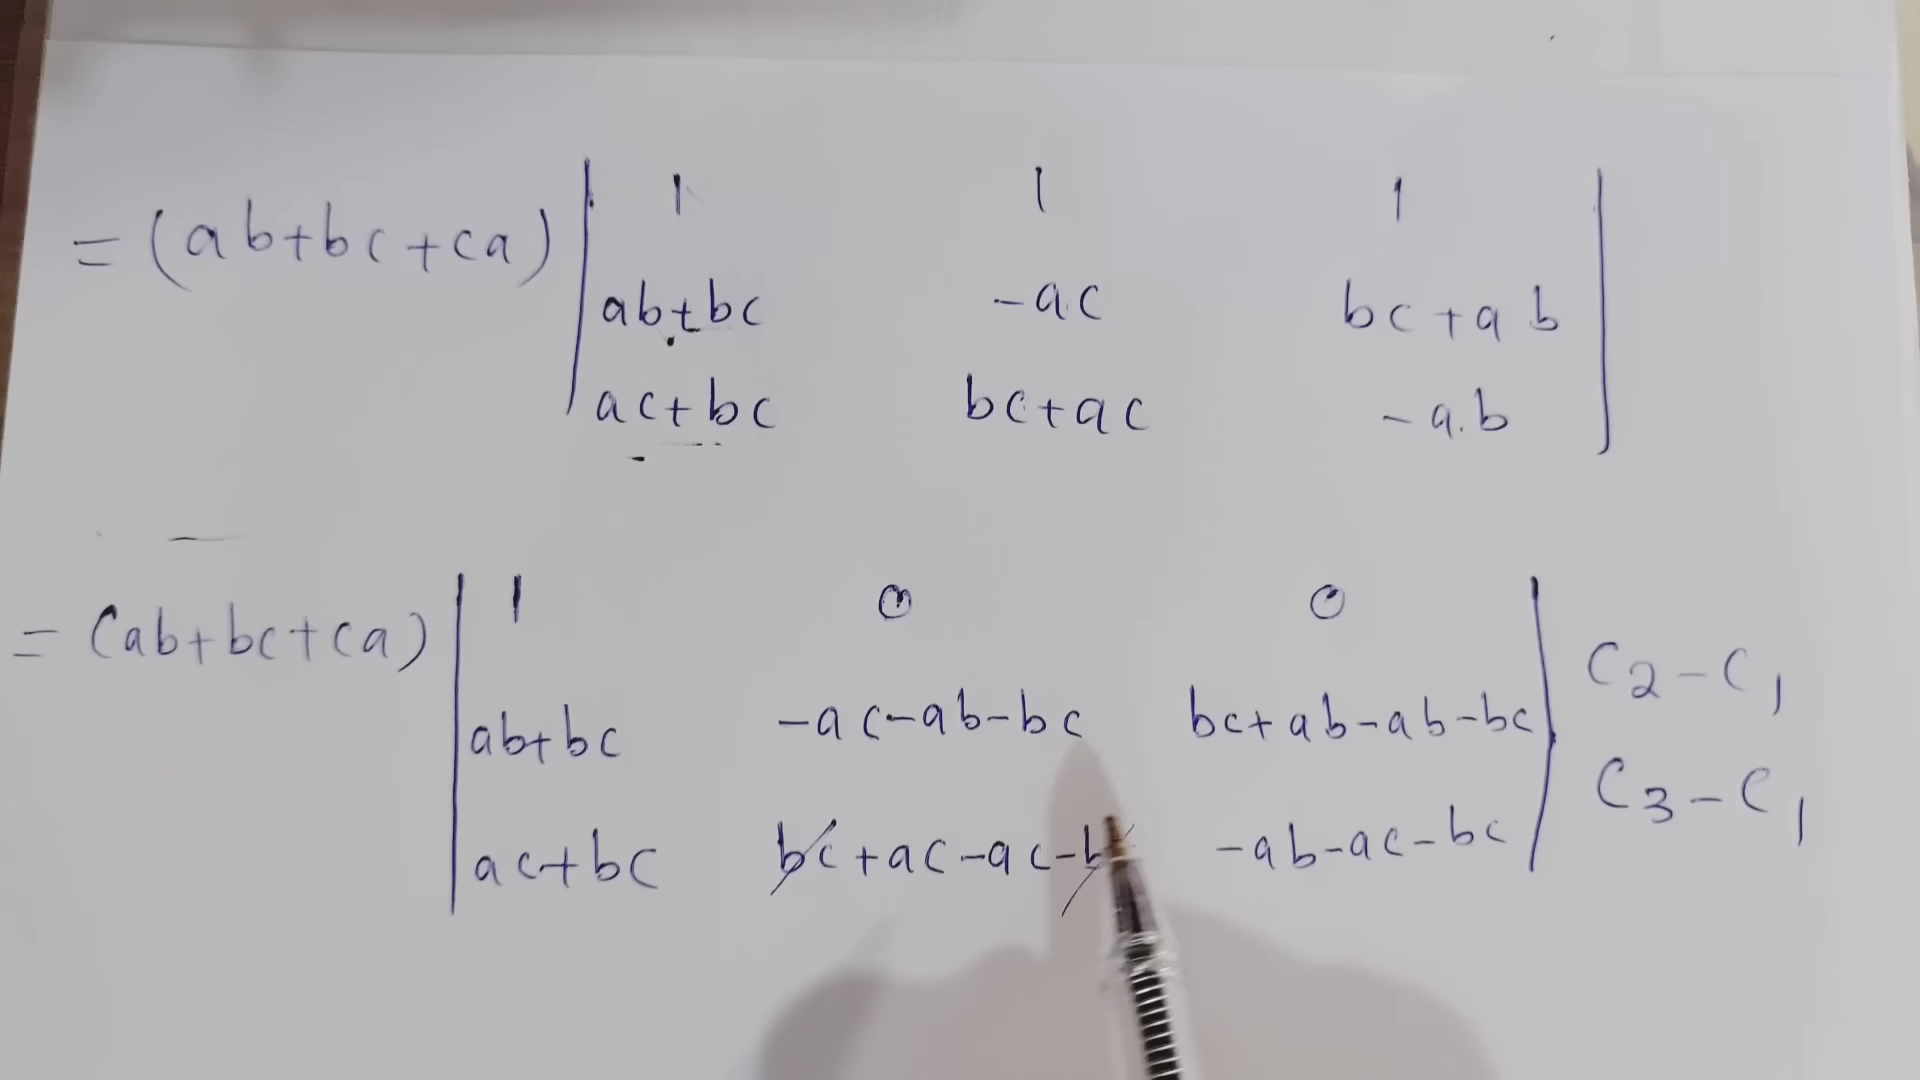 1 1 1
= (ab+bc+ca)
ab+bc -ac bc+ab
ac+bc bc+ac -a.b
1 0 0
= (ab+bc+ca)
C2-C1
ab+bc -ac-ab-bc bc+ab-ab-bc
C3-C1
ac+bc bc+ac-ac-b -ab-ac-bc